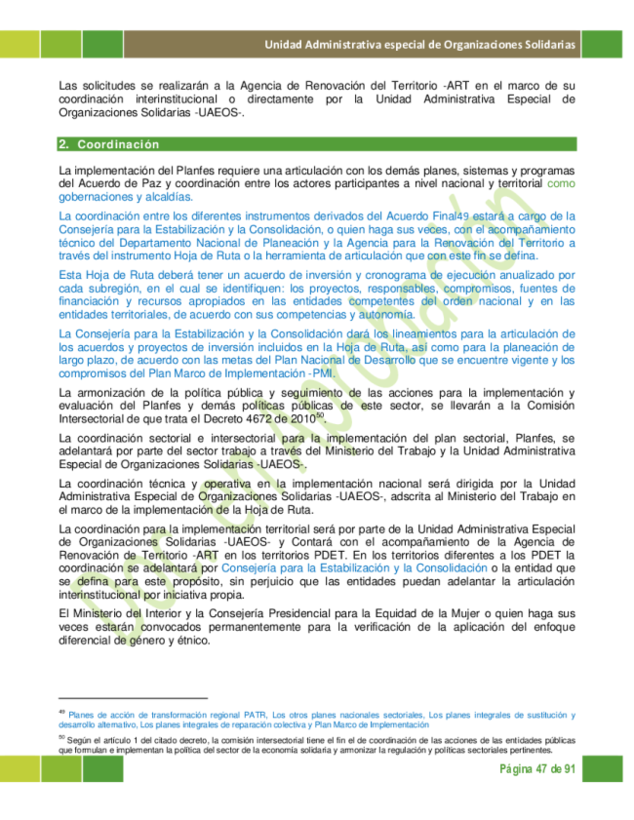 Unidad Administrativa especial de Organizaciones Solidarias
Las solicitudes se realizarán a la Agencia de Renovación del Territorio -ART en el marco de su
coordinación interinstitucional o directamente por la Unidad Administrativa Especial de
Organizaciones Solidarias -UAEOS-.
2. Coordinación
La implementación del Planfes requiere una articulación con los demás planes, sistemas y programas
del Acuerdo de Paz y coordinación entre los actores participantes a nivel nacional y territorial como
gobernaciones y alcaldías.
La coordinación entre los diferentes instrumentos derivados del Acuerdo Final49 estará a cargo de la
Consejería para la Estabilización y la Consolidación, o quien haga sus veces, con el acompañamiento
técnico del Departamento Nacional de Planeación y la Agencia para la Renovación del Territorio a
través del instrumento Hoja de Ruta o la herramienta de articulación que con este fin se defina.
Esta Hoja de Ruta deberá tener un acuerdo de inversión y cronograma de ejecución anualizado por
cada subregión, en el cual se identifiquen: los proyectos, responsables, compromisos, fuentes de
financiación y recursos apropiados en las entidades competentes del orden nacional y en las
entidades territoriales, de acuerdo con sus competencias y autonomía.
La Consejería para la Estabilización y la Consolidación dará los lineamientos para la articulación de
los acuerdos y proyectos de inversión incluidos en la Hoja de Ruta, así como para la planeación de
largo plazo, de acuerdo con las metas del Plan Nacional de Desarrollo que se encuentre vigente y los
compromisos del Plan Marco de Implementación -PMI.
La armonización de la política pública y seguimiento de las acciones para la implementación y
evaluación del Planfes y demás políticas públicas de este sector, se llevarán a la Comisión
Intersectorial de que trata el Decreto 4672 de 2010⁵⁰.
La coordinación sectorial e intersectorial para la implementación del plan sectorial, Planfes, se
adelantará por parte del sector trabajo a través del Ministerio del Trabajo y la Unidad Administrativa
Especial de Organizaciones Solidarias -UAEOS-.
La coordinación técnica y operativa en la implementación nacional será dirigida por la Unidad
Administrativa Especial de Organizaciones Solidarias -UAEOS-, adscrita al Ministerio del Trabajo en
el marco de la implementación de la Hoja de Ruta.
La coordinación para la implementación territorial será por parte de la Unidad Administrativa Especial
de Organizaciones Solidarias -UAEOS- y Contará con el acompañamiento de la Agencia de
Renovación de Territorio -ART en los territorios PDET. En los territorios diferentes a los PDET la
coordinación se adelantará por Consejería para la Estabilización y la Consolidación o la entidad que
se defina para este propósito, sin perjuicio que las entidades puedan adelantar la articulación
interinstitucional por iniciativa propia.
El Ministerio del Interior y la Consejería Presidencial para la Equidad de la Mujer o quien haga sus
veces estarán convocados permanentemente para la verificación de la aplicación del enfoque
diferencial de género y étnico.
Doc en Aprobación
⁴⁹ Planes de acción de transformación regional PATR, Los otros planes nacionales sectoriales, Los planes integrales de sustitución y
desarrollo alternativo, Los planes integrales de reparación colectiva y Plan Marco de Implementación
⁵⁰ Según el artículo 1 del citado decreto, la comisión intersectorial tiene el fin el de coordinación de las acciones de las entidades públicas
que formulan e implementan la política del sector de la economía solidaria y armonizar la regulación y políticas sectoriales pertinentes.
Página 47 de 91